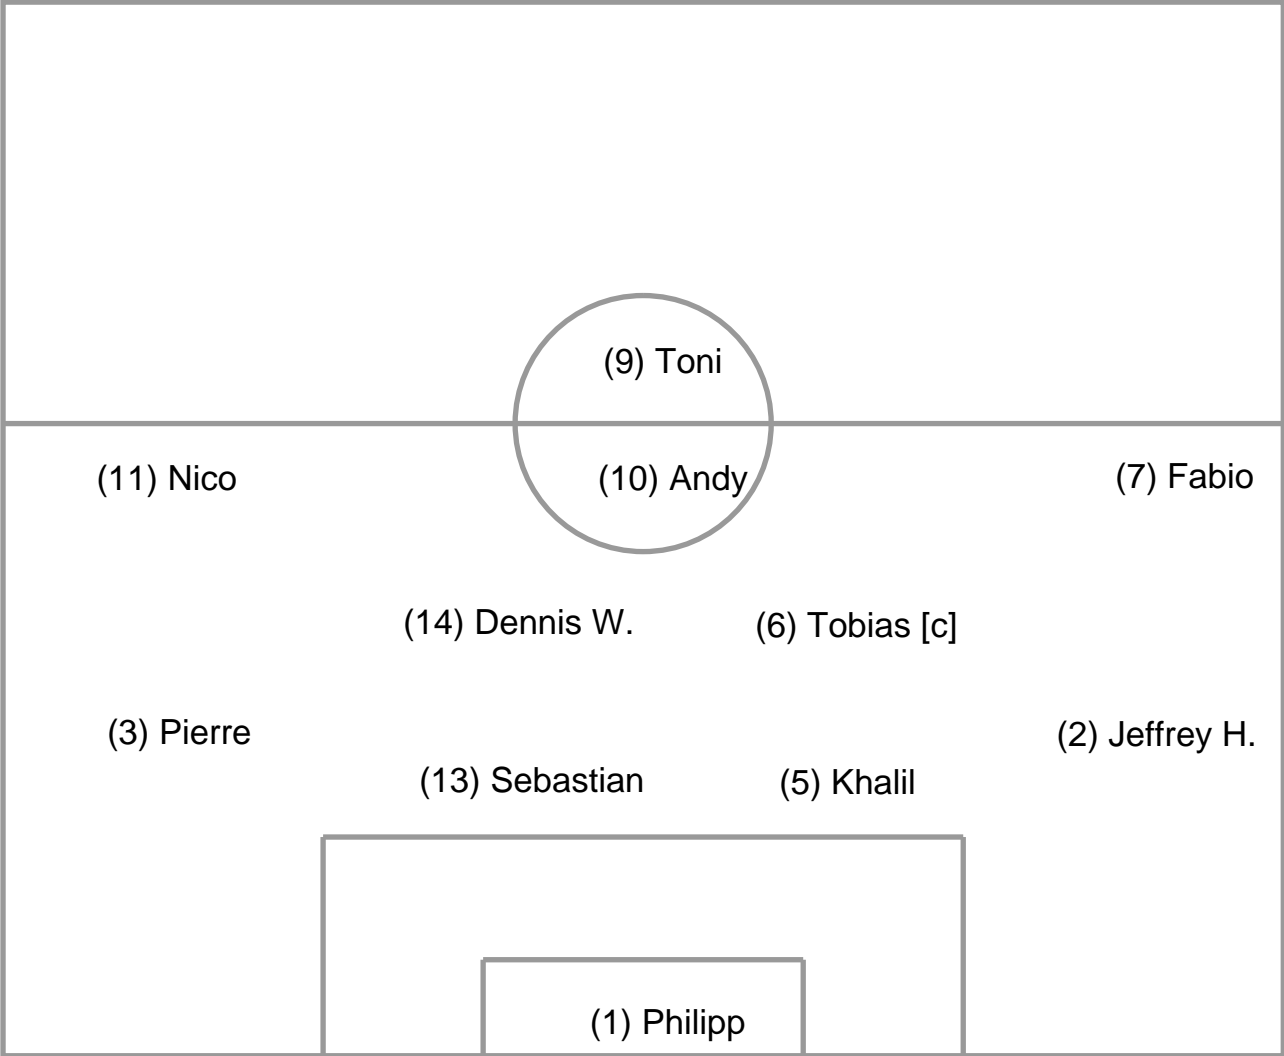 (9) Toni
(11) Nico
(10) Andy
(7) Fabio
(14) Dennis W.
(6) Tobias [c]
(3) Pierre
(2) Jeffrey H.
(13) Sebastian
(5) Khalil
(1) Philipp